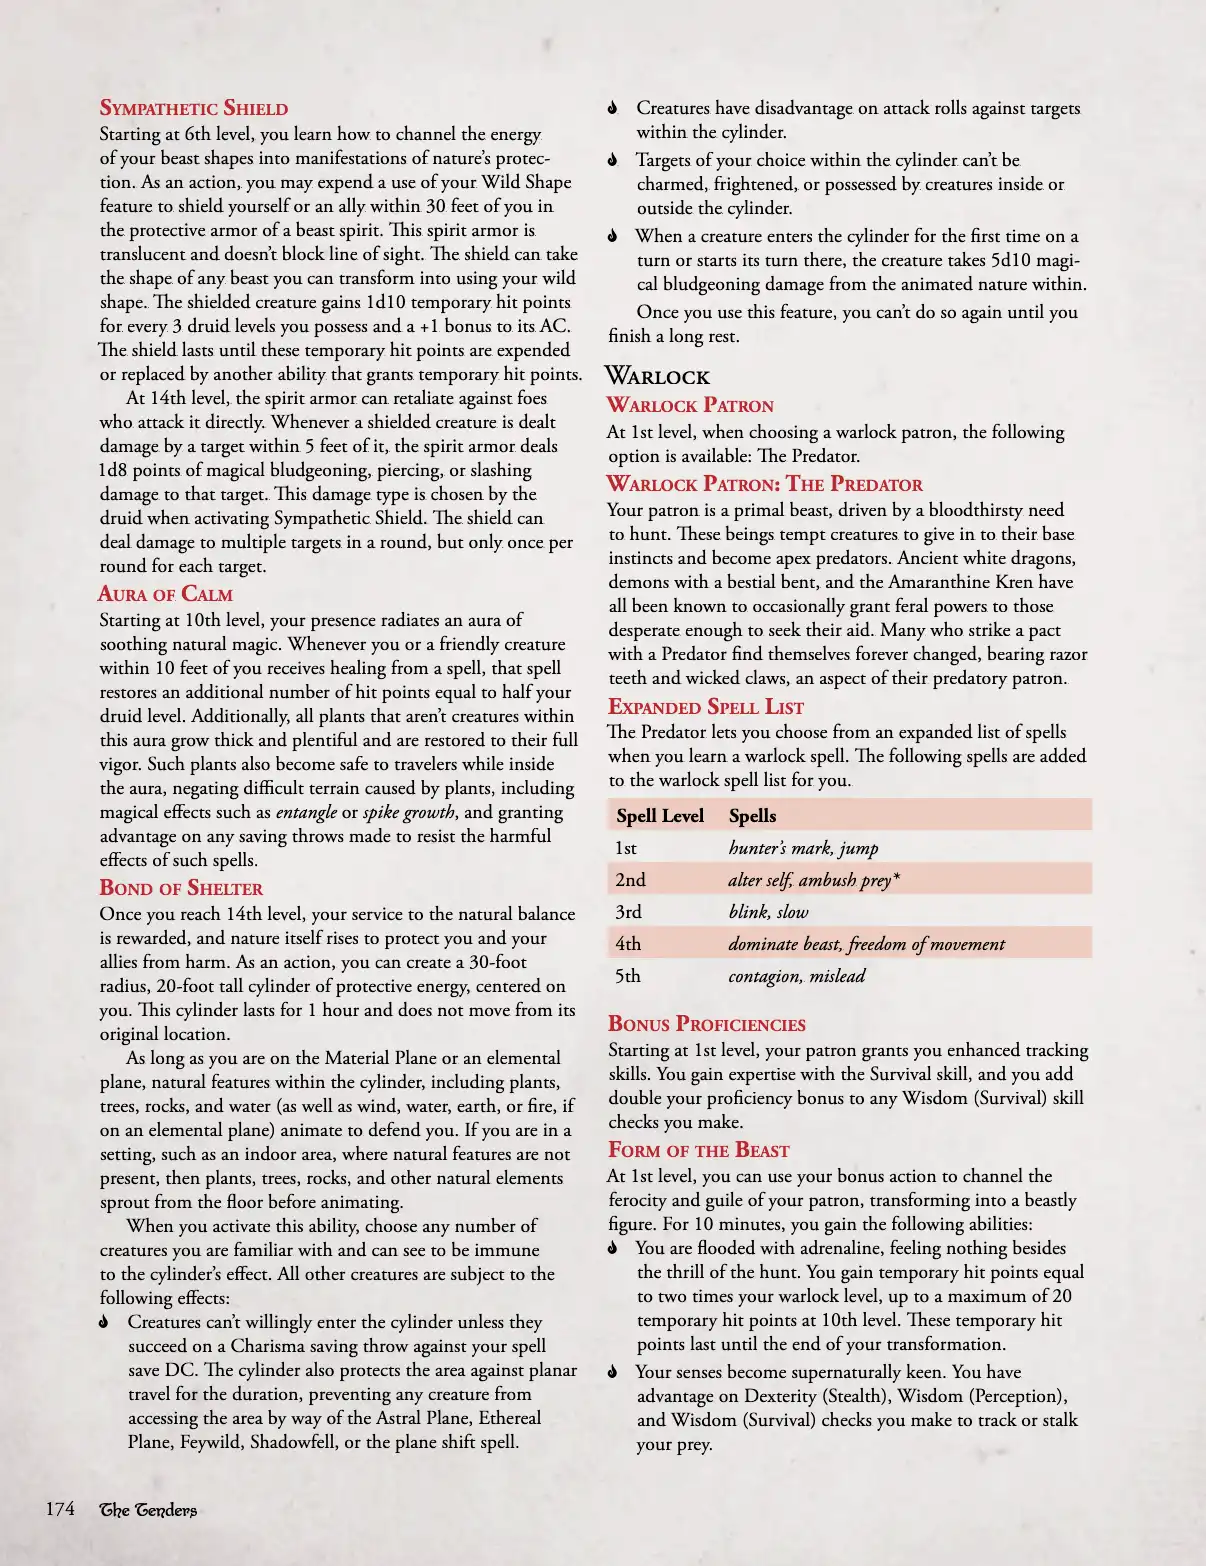 Sympathetic Shield
Starting at 6th level, you learn how to channel the energy
of your beast shapes into manifestations of nature's protec-
tion. As an action, you may expend a use of your Wild Shape
feature to shield yourself or an ally within 30 feet of you in
the protective armor of a beast spirit. This spirit armor is
translucent and doesn't block line of sight. The shield can take
the shape of any beast you can transform into using your wild
shape. The shielded creature gains 1d10 temporary hit points
for every 3 druid levels you possess and a +1 bonus to its AC.
The shield lasts until these temporary hit points are expended
or replaced by another ability that grants temporary hit points.
At 14th level, the spirit armor can retaliate against foes
who attack it directly. Whenever a shielded creature is dealt
damage by a target within 5 feet of it, the spirit armor deals
1d8 points of magical bludgeoning, piercing, or slashing
damage to that target. This damage type is chosen by the
druid when activating Sympathetic Shield. The shield can
deal damage to multiple targets in a round, but only once per
round for each target.
Aura of Calm
Starting at 10th level, your presence radiates an aura of
soothing natural magic. Whenever you or a friendly creature
within 10 feet of you receives healing from a spell, that spell
restores an additional number of hit points equal to half your
druid level. Additionally, all plants that aren't creatures within
this aura grow thick and plentiful and are restored to their full
vigor. Such plants also become safe to travelers while inside
the aura, negating difficult terrain caused by plants, including
magical effects such as entangle or spike growth, and granting
advantage on any saving throws made to resist the harmful
effects of such spells.
Bond of Shelter
Once you reach 14th level, your service to the natural balance
is rewarded, and nature itself rises to protect you and your
allies from harm. As an action, you can create a 30-foot
radius, 20-foot tall cylinder of protective energy, centered on
you. This cylinder lasts for 1 hour and does not move from its
original location.
As long as you are on the Material Plane or an elemental
plane, natural features within the cylinder, including plants,
trees, rocks, and water (as well as wind, water, earth, or fire, if
on an elemental plane) animate to defend you. If you are in a
setting, such as an indoor area, where natural features are not
present, then plants, trees, rocks, and other natural elements
sprout from the floor before animating.
When you activate this ability, choose any number of
creatures you are familiar with and can see to be immune
to the cylinder's effect. All other creatures are subject to the
following effects:
Creatures can't willingly enter the cylinder unless they
succeed on a Charisma saving throw against your spell
save DC. The cylinder also protects the area against planar
travel for the duration, preventing any creature from
accessing the area by way of the Astral Plane, Ethereal
Plane, Feywild, Shadowfell, or the plane shift spell.
Creatures have disadvantage on attack rolls against targets
within the cylinder.
Targets of your choice within the cylinder can't be
charmed, frightened, or possessed by creatures inside or
outside the cylinder.
When a creature enters the cylinder for the first time on a
turn or starts its turn there, the creature takes 5d10 magi-
cal bludgeoning damage from the animated nature within.
Once you use this feature, you can't do so again until you
finish a long rest.
Warlock
Warlock Patron
At 1st level, when choosing a warlock patron, the following
option is available: The Predator.
Warlock Patron: The Predator
Your patron is a primal beast, driven by a bloodthirsty need
to hunt. These beings tempt creatures to give in to their base
instincts and become apex predators. Ancient white dragons,
demons with a bestial bent, and the Amaranthine Kren have
all been known to occasionally grant feral powers to those
desperate enough to seek their aid. Many who strike a pact
with a Predator find themselves forever changed, bearing razor
teeth and wicked claws, an aspect of their predatory patron.
Expanded Spell List
The Predator lets you choose from an expanded list of spells
when you learn a warlock spell. The following spells are added
to the warlock spell list for you.
Spell Level Spells
1st hunter's mark, jump
2nd alter self, ambush prey*
3rd blink, slow
4th dominate beast, freedom of movement
5th contagion, mislead
Bonus Proficiencies
Starting at 1st level, your patron grants you enhanced tracking
skills. You gain expertise with the Survival skill, and you add
double your proficiency bonus to any Wisdom (Survival) skill
checks you make.
Form of the Beast
At 1st level, you can use your bonus action to channel the
ferocity and guile of your patron, transforming into a beastly
figure. For 10 minutes, you gain the following abilities:
You are flooded with adrenaline, feeling nothing besides
the thrill of the hunt. You gain temporary hit points equal
to two times your warlock level, up to a maximum of 20
temporary hit points at 10th level. These temporary hit
points last until the end of your transformation.
Your senses become supernaturally keen. You have
advantage on Dexterity (Stealth), Wisdom (Perception),
and Wisdom (Survival) checks you make to track or stalk
your prey.
174 The Tenders